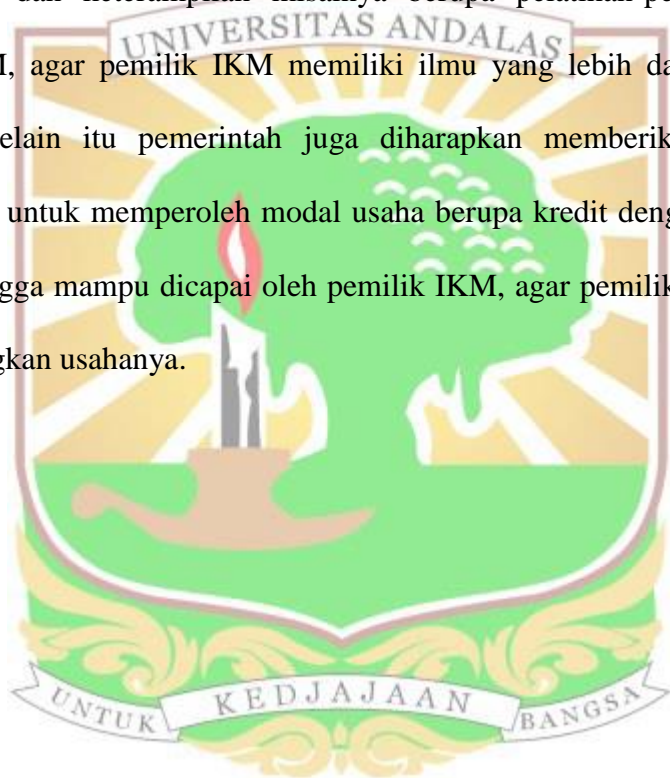 dan keterampilan misalnya berupa pelatihan-pe
UNIVERSITAS ANDALAS
M, agar pemilik IKM memiliki ilmu yang lebih da
elain itu pemerintah juga diharapkan memberik
untuk memperoleh modal usaha berupa kredit deng
gga mampu dicapai oleh pemilik IKM, agar pemilik
gkan usahanya.
UNTUK KEDJAJAAN BANGSA